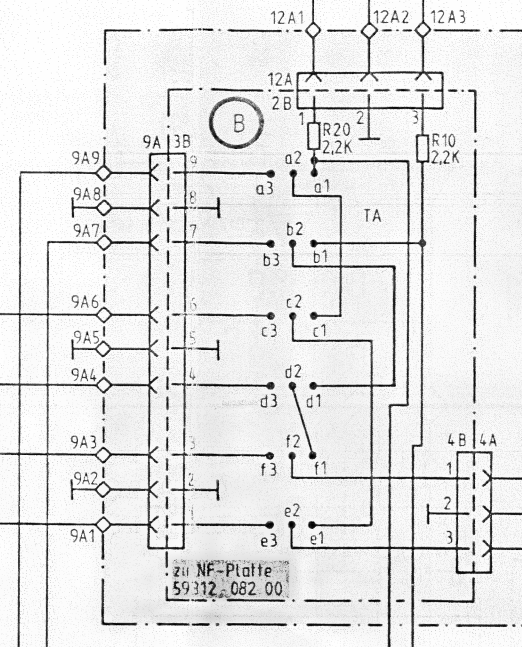 12A1 12A2 12A3
12A
2B
1 2 3
B
R20
2,2K
R10
2,2K
9A 3B
9A9 9
a3 a2 a1
9A8 8
TA
9A7 7
b3 b2 b1
9A6 6
c3 c2 c1
9A5 5
9A4 4
d3 d2 d1
4B 4A
9A3 3
f3 f2 f1
1
9A2 2
2
9A1 1
e3 e2 e1
3
zu NF-Platte
59312 082 00